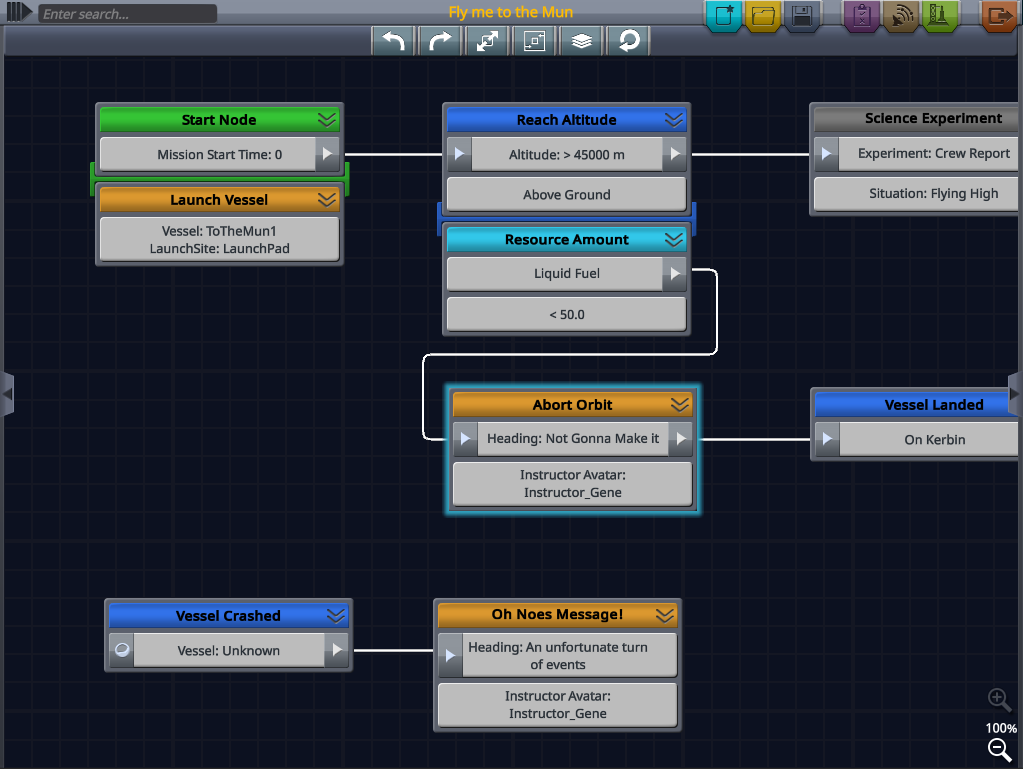 Enter search...
Fly me to the Mun
Start Node
Mission Start Time: 0
Launch Vessel
Vessel: ToTheMun1
LaunchSite: LaunchPad
Reach Altitude
Altitude: > 45000 m
Above Ground
Resource Amount
Liquid Fuel
< 50.0
Science Experiment
Experiment: Crew Report
Situation: Flying High
Abort Orbit
Heading: Not Gonna Make it
Instructor Avatar:
Instructor_Gene
Vessel Landed
On Kerbin
Vessel Crashed
Vessel: Unknown
Oh Noes Message!
Heading: An unfortunate turn
of events
Instructor Avatar:
Instructor_Gene
100%